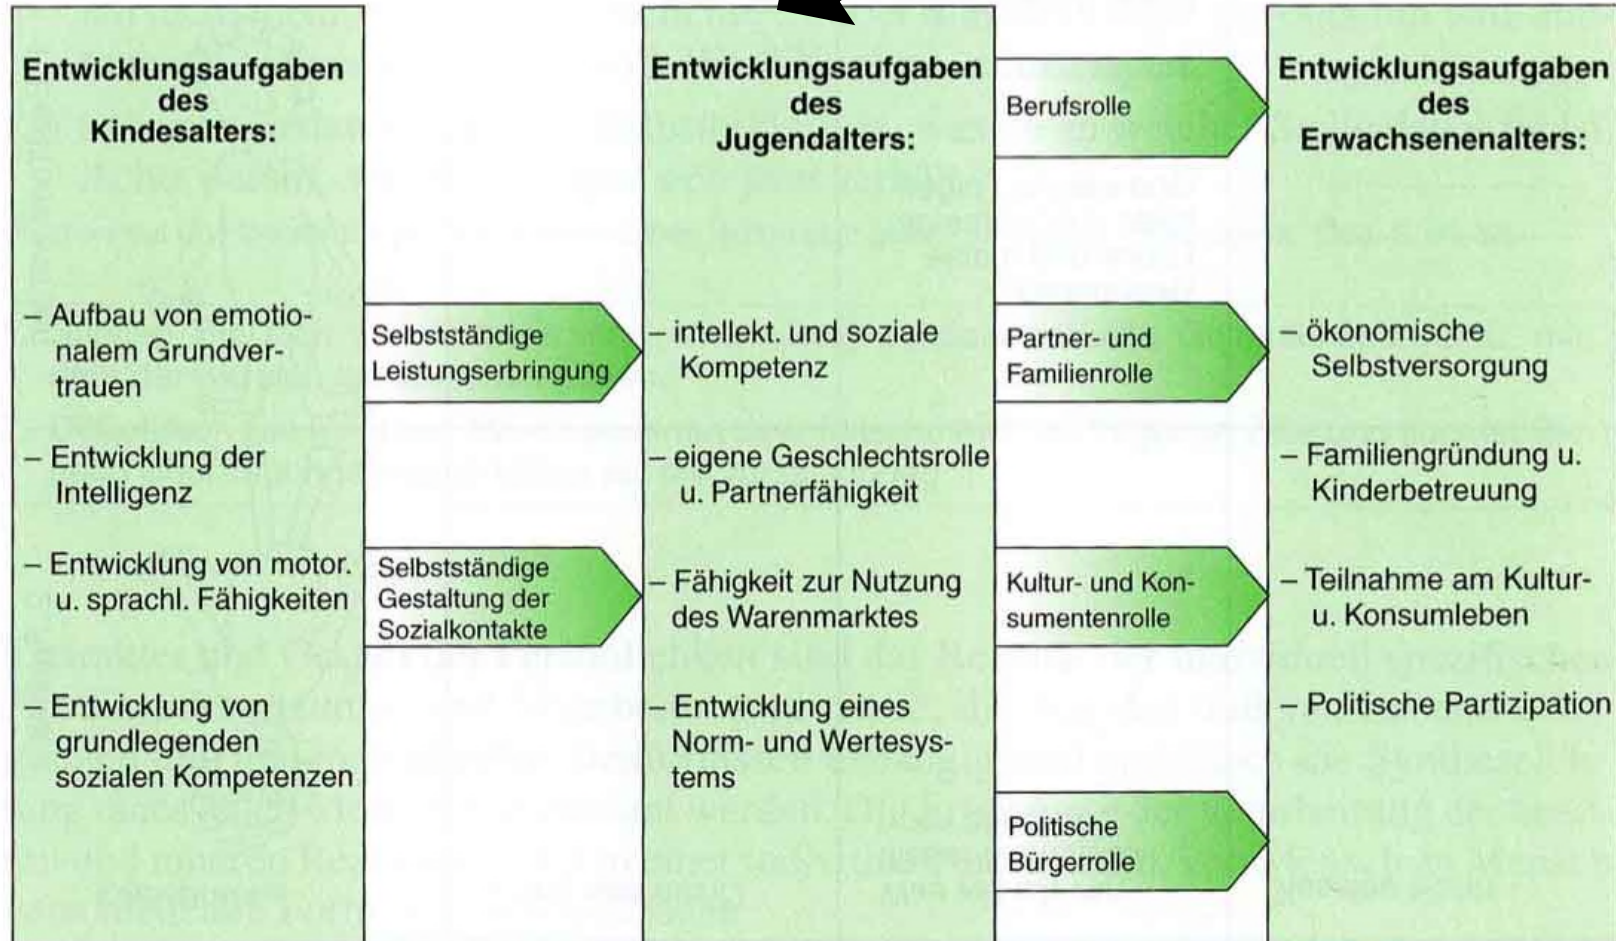 Entwicklungsaufgaben
des
Kindesalters:
– Aufbau von emotio-
nalem Grundver-
trauen
– Entwicklung der
Intelligenz
– Entwicklung von motor.
u. sprachl. Fähigkeiten
– Entwicklung von
grundlegenden
sozialen Kompetenzen
Selbstständige
Leistungserbringung
Selbstständige
Gestaltung der
Sozialkontakte
Entwicklungsaufgaben
des
Jugendalters:
– intellekt. und soziale
Kompetenz
– eigene Geschlechtsrolle
u. Partnerfähigkeit
– Fähigkeit zur Nutzung
des Warenmarktes
– Entwicklung eines
Norm- und Wertesys-
tems
Berufsrolle
Partner- und
Familienrolle
Kultur- und Kon-
sumentenrolle
Politische
Bürgerrolle
Entwicklungsaufgaben
des
Erwachsenenalters:
– ökonomische
Selbstversorgung
– Familiengründung u.
Kinderbetreuung
– Teilnahme am Kultur-
u. Konsumleben
– Politische Partizipation